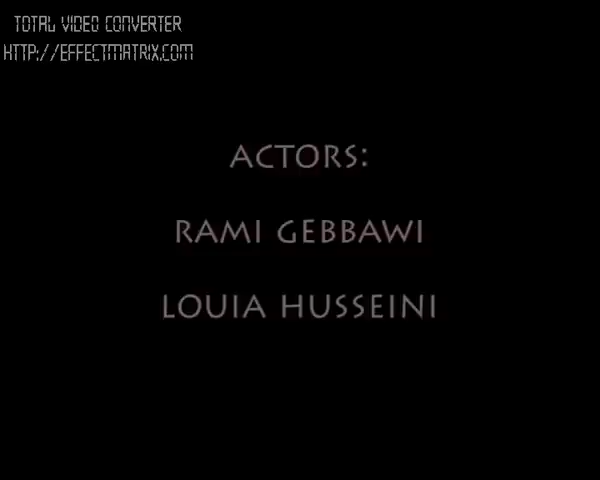 TOTAL VIDEO CONVERTER
HTTP://EFFECTMATRIX.COM
ACTORS:
RAMI GEBBAWI
LOUIA HUSSEINI